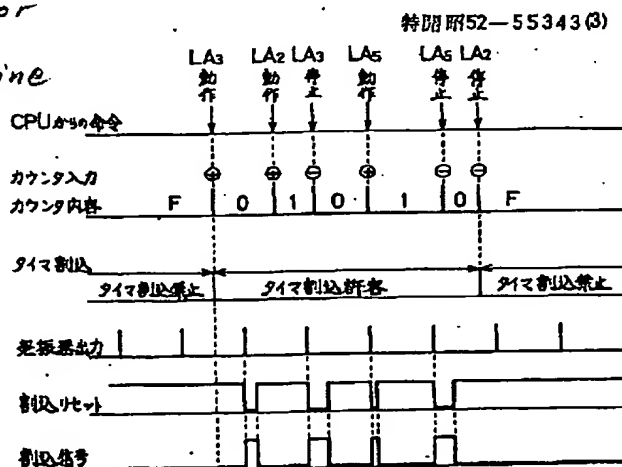 or
特開昭52—55343(3)
ine
LA3 LA2 LA3 LA5 LA5 LA2
動作 動作 停止 動作 停止 停止
CPUからの命令
カウンタ入力 ⊕ ⊕ ⊖ ⊕ ⊖ ⊖
カウンタ内容 F 0 1 0 1 0 F
タイマ割込
タイマ割込禁止 タイマ割込許容 タイマ割込禁止
発振器出力
割込リセット
割込信号